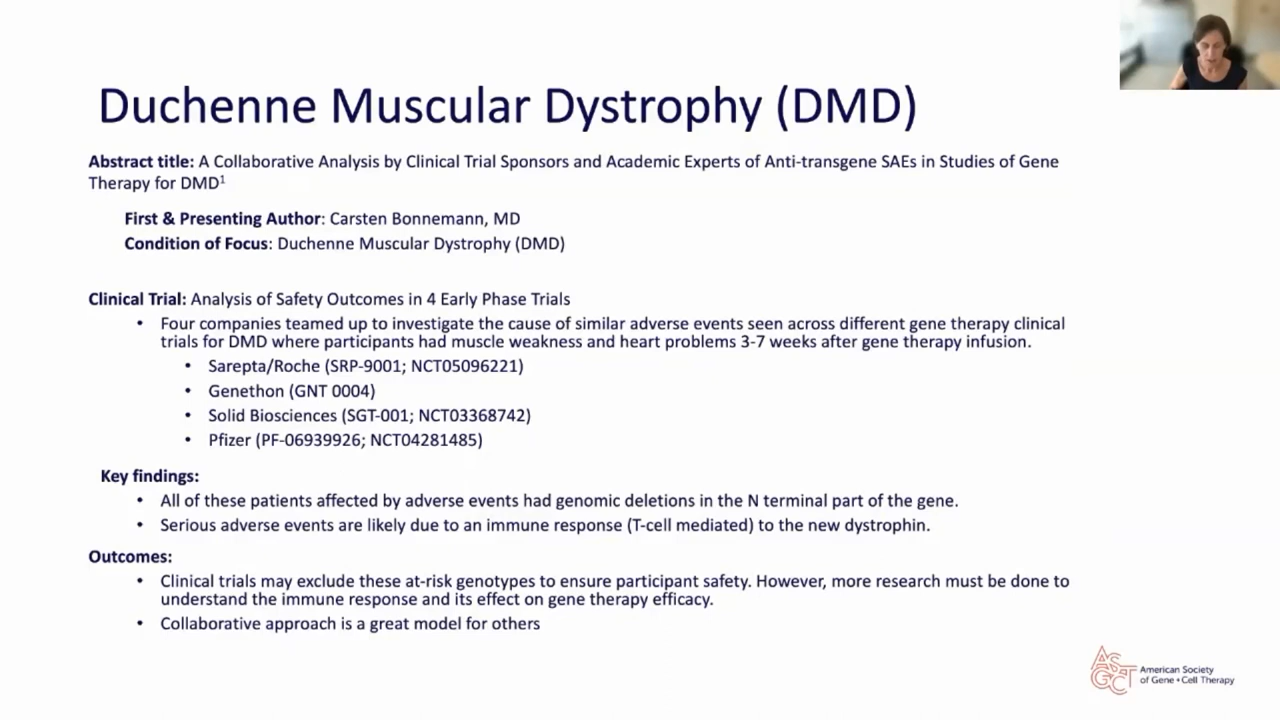 Duchenne Muscular Dystrophy (DMD)
Abstract title: A Collaborative Analysis by Clinical Trial Sponsors and Academic Experts of Anti-transgene SAEs in Studies of Gene
Therapy for DMD¹
First & Presenting Author: Carsten Bonnemann, MD
Condition of Focus: Duchenne Muscular Dystrophy (DMD)
Clinical Trial: Analysis of Safety Outcomes in 4 Early Phase Trials
• Four companies teamed up to investigate the cause of similar adverse events seen across different gene therapy clinical
trials for DMD where participants had muscle weakness and heart problems 3-7 weeks after gene therapy infusion.
• Sarepta/Roche (SRP-9001; NCT05096221)
• Genethon (GNT 0004)
• Solid Biosciences (SGT-001; NCT03368742)
• Pfizer (PF-06939926; NCT04281485)
Key findings:
• All of these patients affected by adverse events had genomic deletions in the N terminal part of the gene.
• Serious adverse events are likely due to an immune response (T-cell mediated) to the new dystrophin.
Outcomes:
• Clinical trials may exclude these at-risk genotypes to ensure participant safety. However, more research must be done to
understand the immune response and its effect on gene therapy efficacy.
• Collaborative approach is a great model for others
ASGCT
American Society
of Gene + Cell Therapy